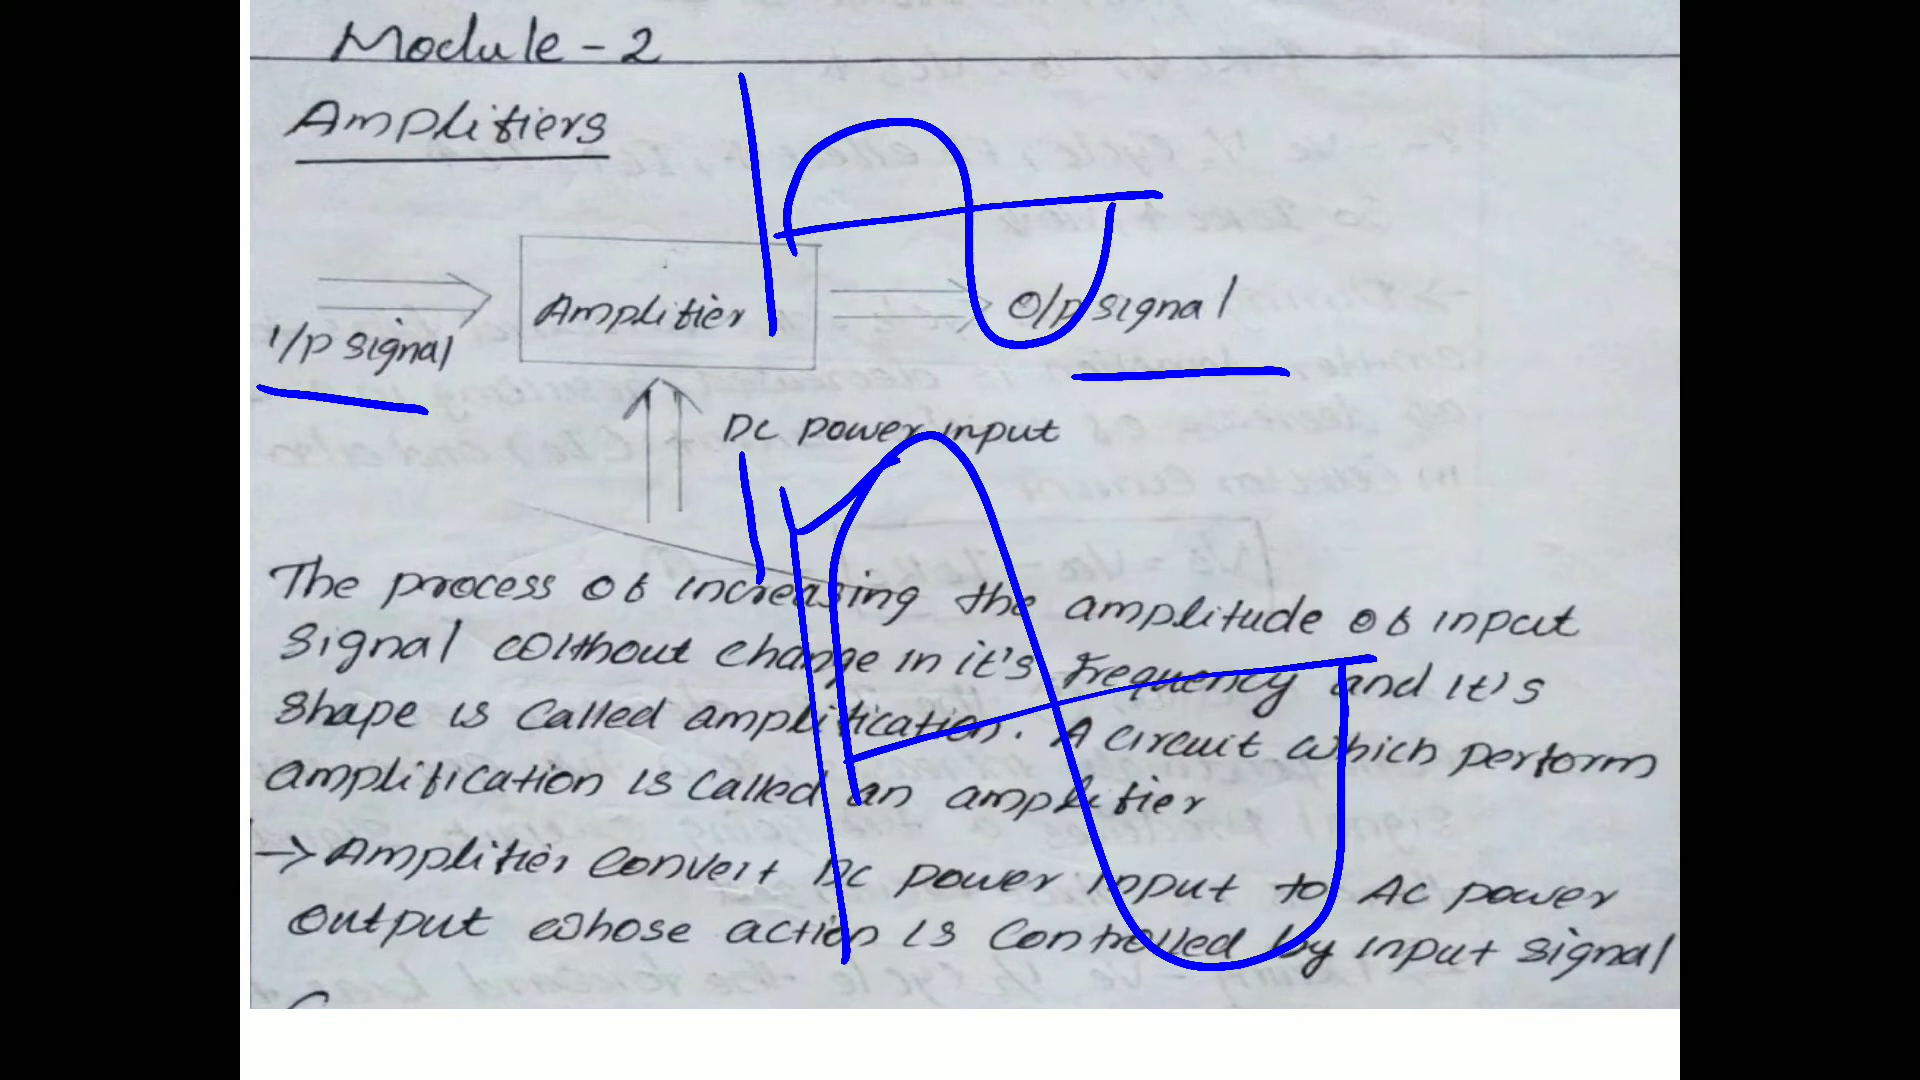 Module - 2
Amplifiers
I/p signal
Amplifier
O/p signal
DC power input
The process of increasing the amplitude of input
signal without change in it's frequency and it's
shape is called amplification. A circuit which perform
amplification is called an amplifier
→ Amplifier convert DC power input to AC power
output whose action is controlled by input signal